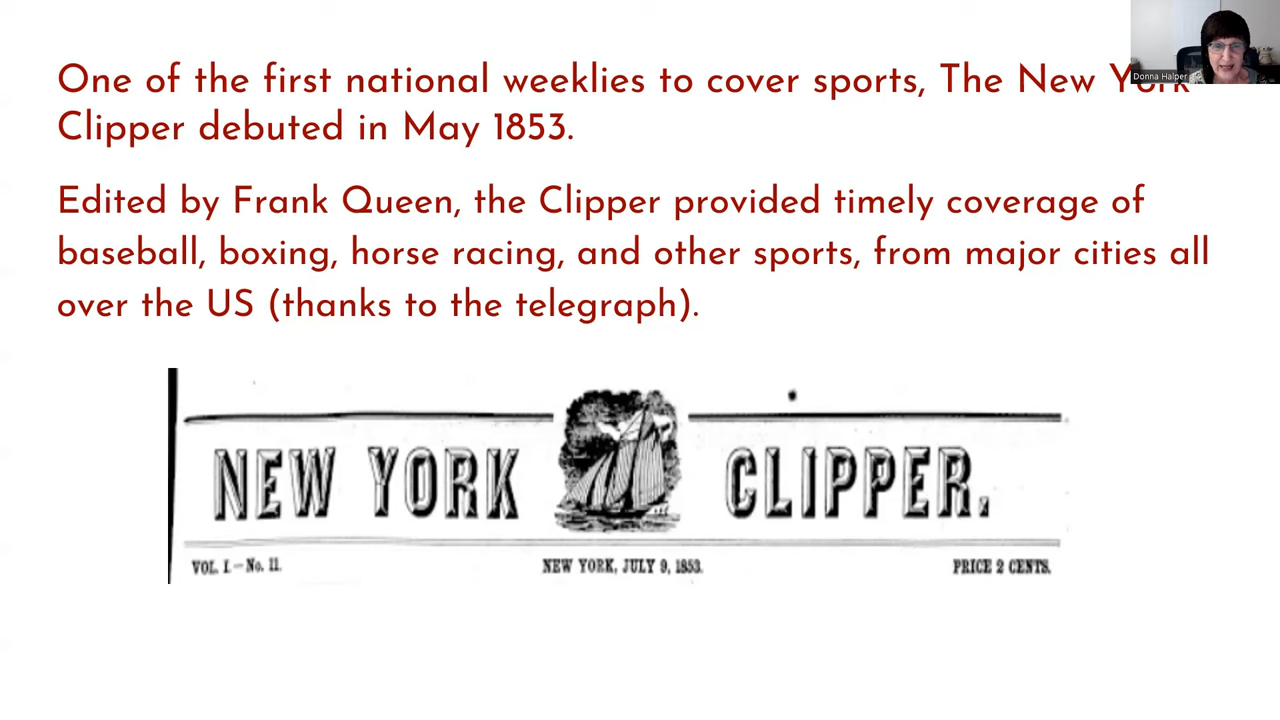 One of the first national weeklies to cover sports, The New York
Clipper debuted in May 1853.
Edited by Frank Queen, the Clipper provided timely coverage of
baseball, boxing, horse racing, and other sports, from major cities all
over the US (thanks to the telegraph).
Donna Halper
NEW YORK CLIPPER.
VOL. I.–No. 11. NEW YORK, JULY 9, 1853. PRICE 2 CENTS.